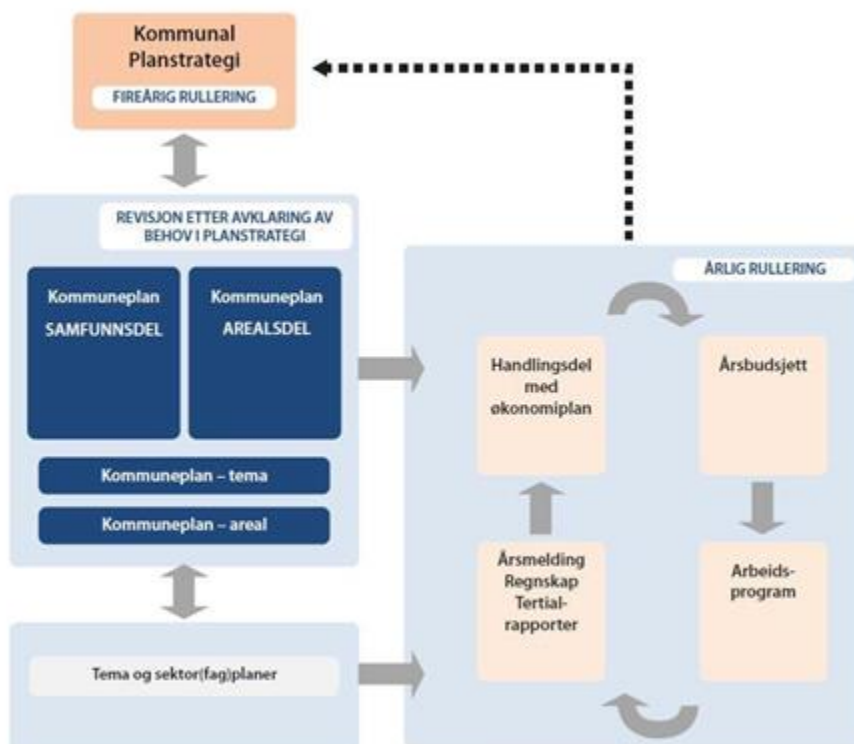 Kommunal
Planstrategi
FIREÅRIG RULLERING
REVISJON ETTER AVKLARING AV
BEHOV I PLANSTRATEGI
Kommuneplan
SAMFUNNSDEL
Kommuneplan
AREALSDEL
Kommuneplan – tema
Kommuneplan – areal
Tema og sektor(fag)planer
ÅRLIG RULLERING
Handlingsdel
med
økonomiplan
Årsbudsjett
Årsmelding
Regnskap
Tertial-
rapporter
Arbeids-
program